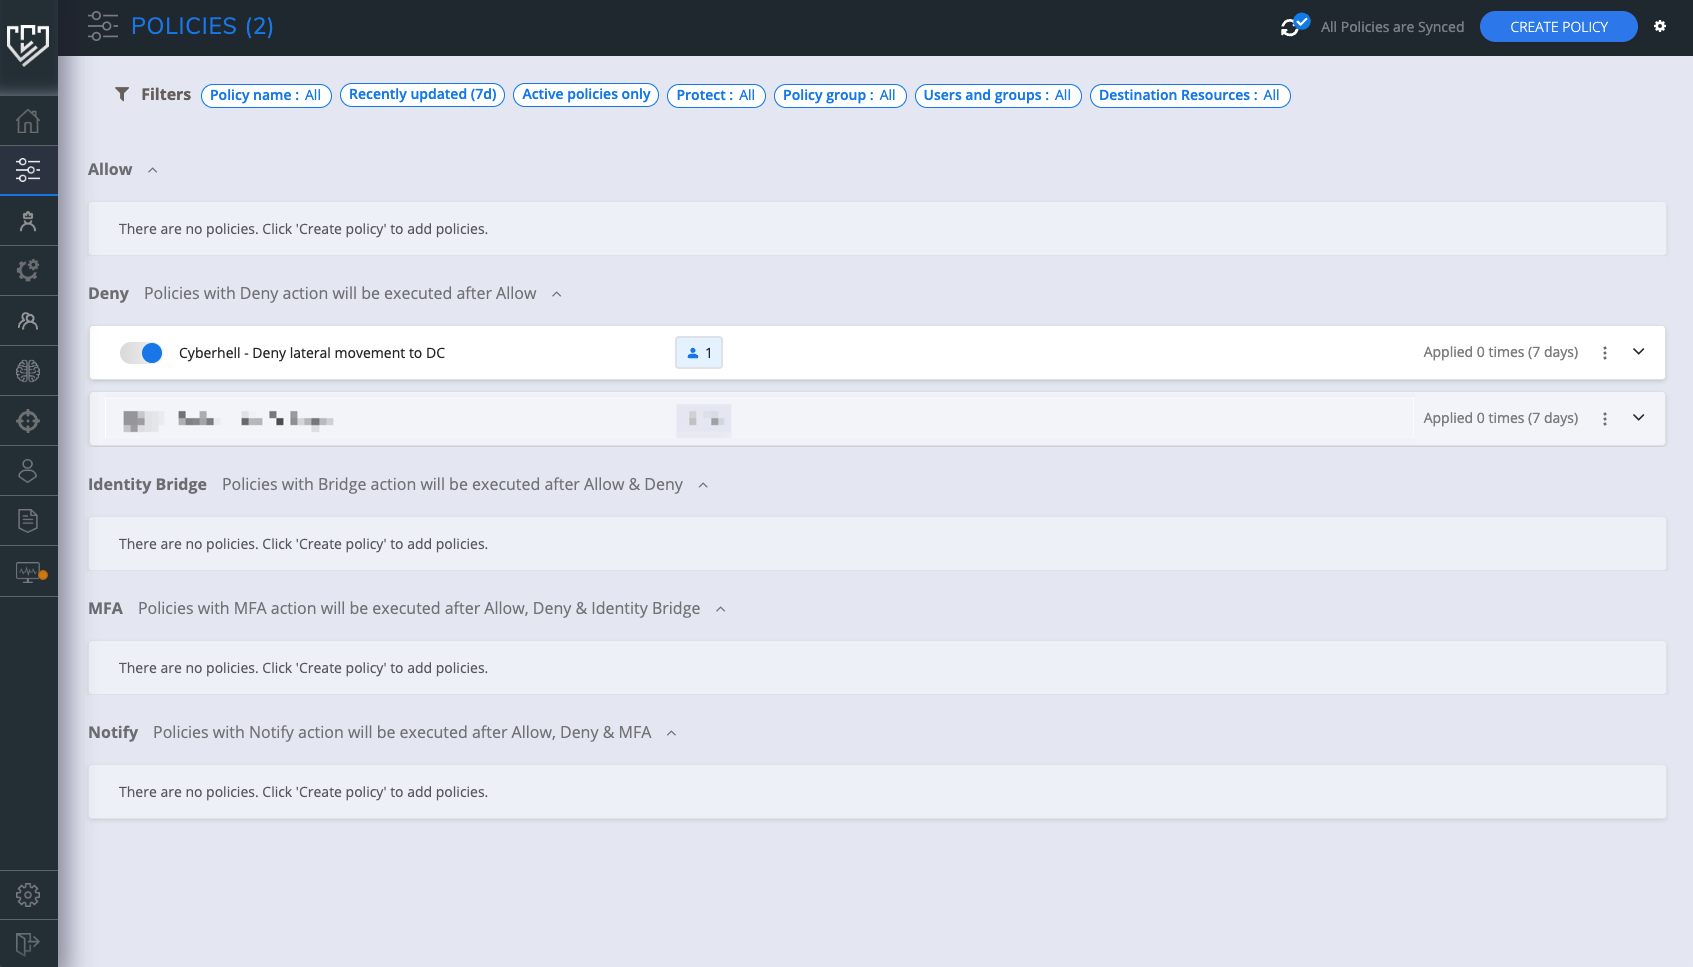 POLICIES (2)
All Policies are Synced
CREATE POLICY
Filters
Policy name : All
Recently updated (7d)
Active policies only
Protect : All
Policy group : All
Users and groups : All
Destination Resources : All
Allow
There are no policies. Click 'Create policy' to add policies.
Deny Policies with Deny action will be executed after Allow
Cyberhell - Deny lateral movement to DC
1
Applied 0 times (7 days)
Applied 0 times (7 days)
Identity Bridge Policies with Bridge action will be executed after Allow & Deny
There are no policies. Click 'Create policy' to add policies.
MFA Policies with MFA action will be executed after Allow, Deny & Identity Bridge
There are no policies. Click 'Create policy' to add policies.
Notify Policies with Notify action will be executed after Allow, Deny & MFA
There are no policies. Click 'Create policy' to add policies.